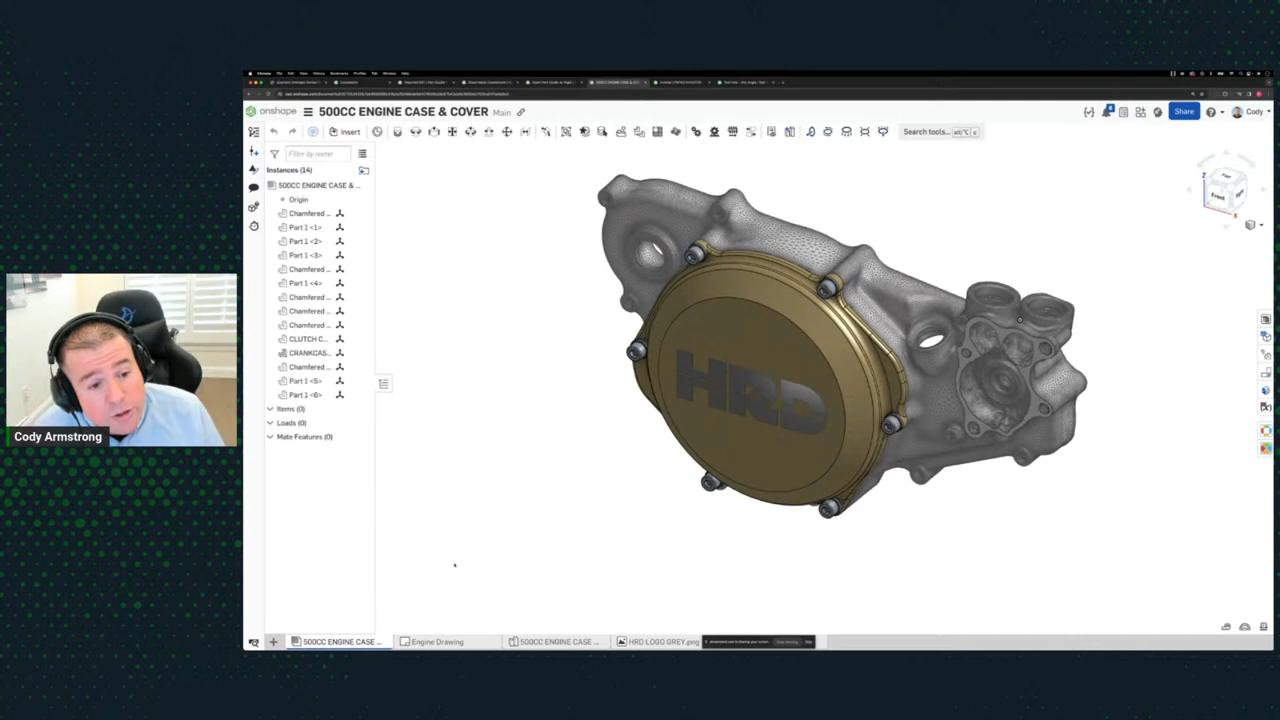 onshape
500CC ENGINE CASE & COVER
Main
Share
Cody
Insert
Search tools...
Filter by name
Instances (14)
500CC ENGINE CASE & ...
Origin
Chamfered ...
Part 1 <1>
Part 1 <2>
Part 1 <3>
Chamfered ...
Part 1 <4>
Chamfered ...
Chamfered ...
Chamfered ...
CLUTCH C...
CRANKCAS...
Chamfered ...
Part 1 <5>
Part 1 <6>
Items (0)
Loads (0)
Mate Features (0)
HRD
Z
Front
X
Cody Armstrong
500CC ENGINE CASE ...
Engine Drawing
500CC ENGINE CASE ...
HRD LOGO GREY.png